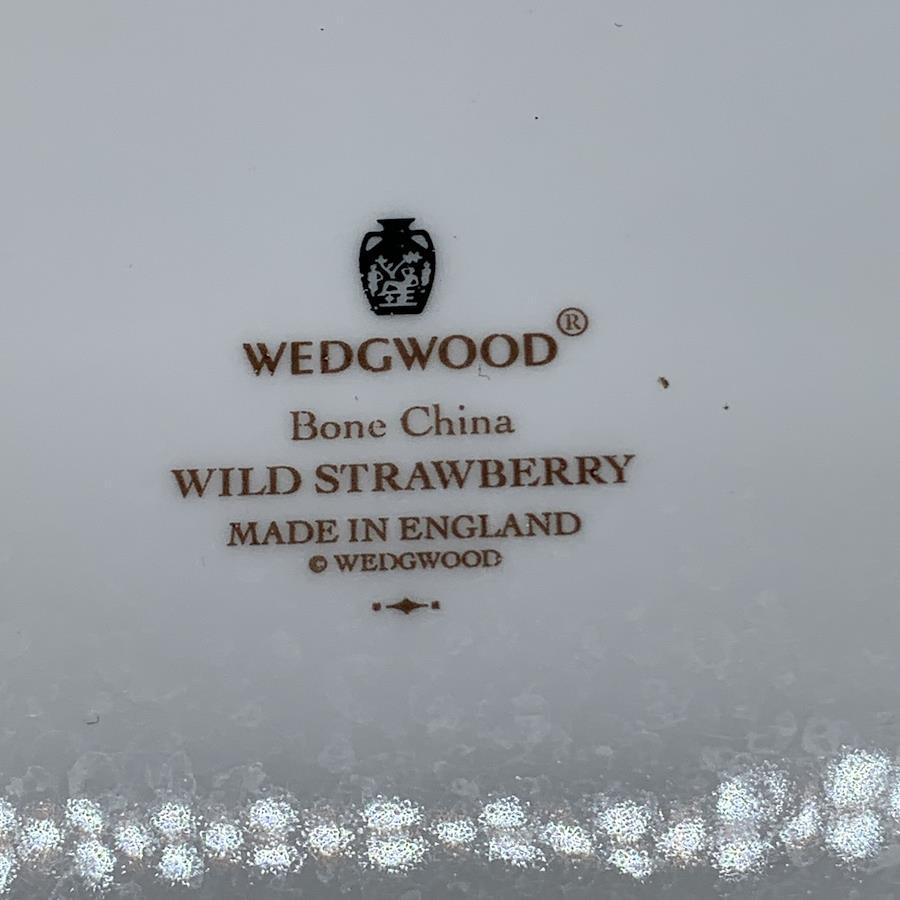 WEDGWOOD®
Bone China
WILD STRAWBERRY
MADE IN ENGLAND
© WEDGWOOD